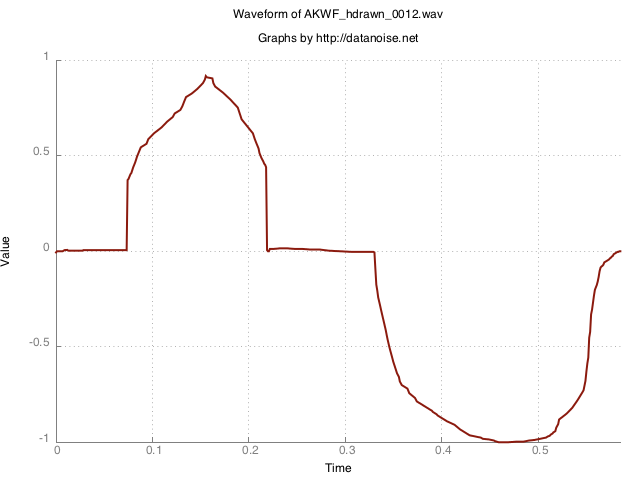 Waveform of AKWF_hdrawn_0012.wav
Graphs by http://datanoise.net
1
0.5
0
-0.5
-1
Value
0
0.1
0.2
0.3
0.4
0.5
Time